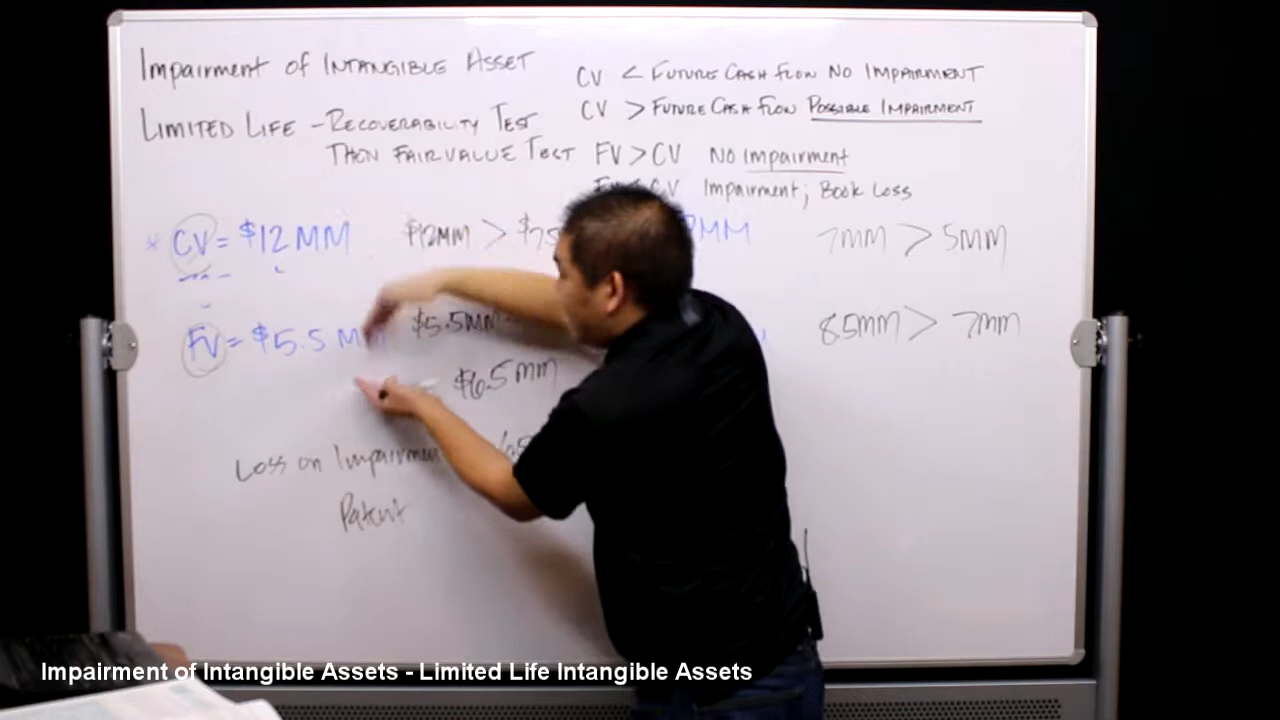 Impairment of INTANGIBLE ASSET
CV < FUTURE CASH FLOW NO IMPAIRMENT
CV > FUTURE CASH FLOW POSSIBLE IMPAIRMENT
LIMITED LIFE - RECOVERABILITY TEST
THEN FAIR VALUE TEST
FV > CV No Impairment
CV Impairment; Book Loss
* CV = $12 MM
$12MM > $7.5
MM
7MM > 5MM
FV = $5.5 M
$5.5MM
8.5MM > 7MM
$6.5MM
Loss on Impairmen
Patent
Impairment of Intangible Assets - Limited Life Intangible Assets